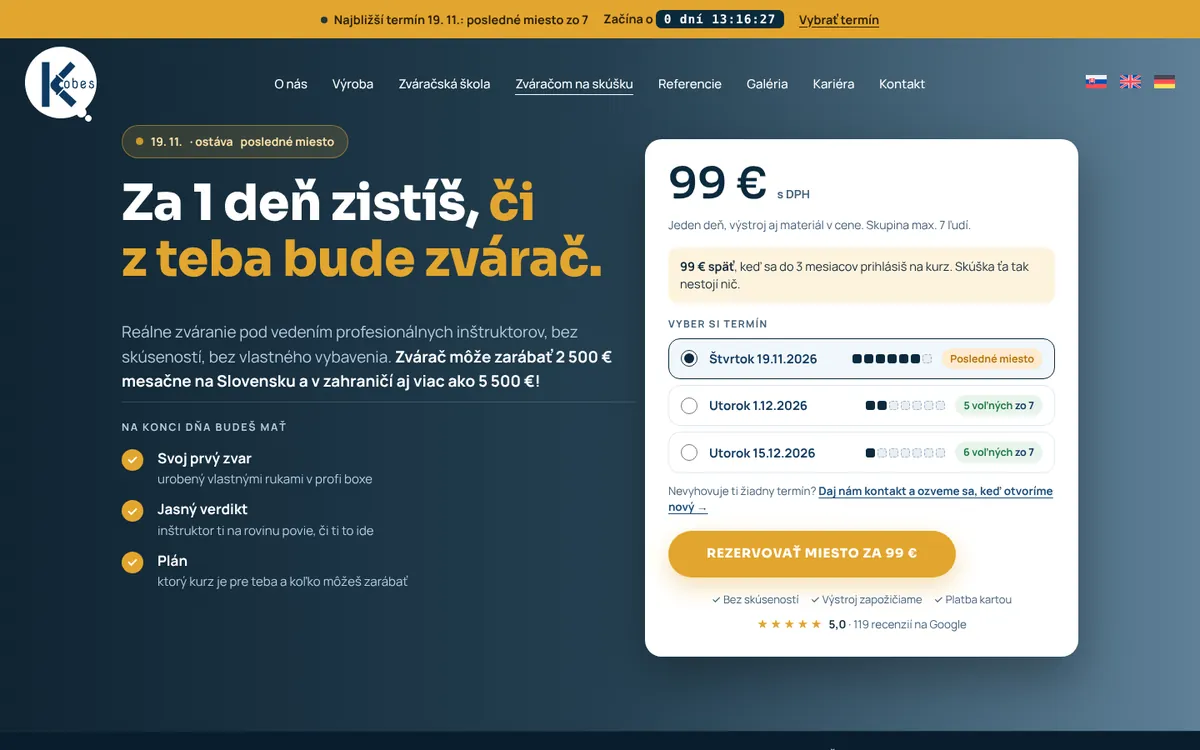 Najbližší termín 19. 11.: posledné miesto zo 7 Začína o 0 dní 13:16:27 Vybrať termín
Kobes
O nás Výroba Zváračská škola Zváračom na skúšku Referencie Galéria Kariéra Kontakt
19. 11. · ostáva posledné miesto
Za 1 deň zistíš, či
z teba bude zvárač.
Reálne zváranie pod vedením profesionálnych inštruktorov, bez
skúseností, bez vlastného vybavenia. Zvárač môže zarábať 2 500 €
mesačne na Slovensku a v zahraničí aj viac ako 5 500 €!
NA KONCI DŇA BUDEŠ MAŤ
Svoj prvý zvar
urobený vlastnými rukami v profi boxe
Jasný verdikt
inštruktor ti na rovinu povie, či ti to ide
Plán
ktorý kurz je pre teba a koľko môžeš zarábať
99 € s DPH
Jeden deň, výstroj aj materiál v cene. Skupina max. 7 ľudí.
99 € späť, keď sa do 3 mesiacov prihlásiš na kurz. Skúška ťa tak
nestojí nič.
VYBER SI TERMÍN
Štvrtok 19.11.2026 Posledné miesto
Utorok 1.12.2026 5 voľných zo 7
Utorok 15.12.2026 6 voľných zo 7
Nevyhovuje ti žiadny termín? Daj nám kontakt a ozveme sa, keď otvoríme
nový →
REZERVOVAŤ MIESTO ZA 99 €
✓ Bez skúseností ✓ Výstroj zapožičiame ✓ Platba kartou
★★★★★ 5,0 · 119 recenzií na Google